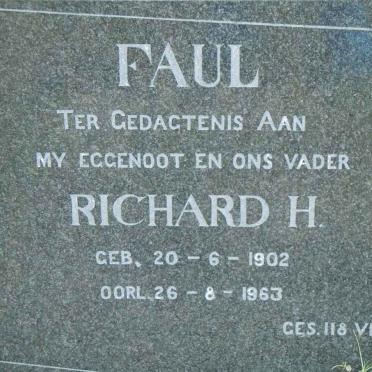 FAUL
TER GEDAGTENIS AAN
MY EGGENOOT EN ONS VADER
RICHARD H.
GEB. 20 - 6 - 1902
OORL. 26 - 8 - 1963
GES. 118 V